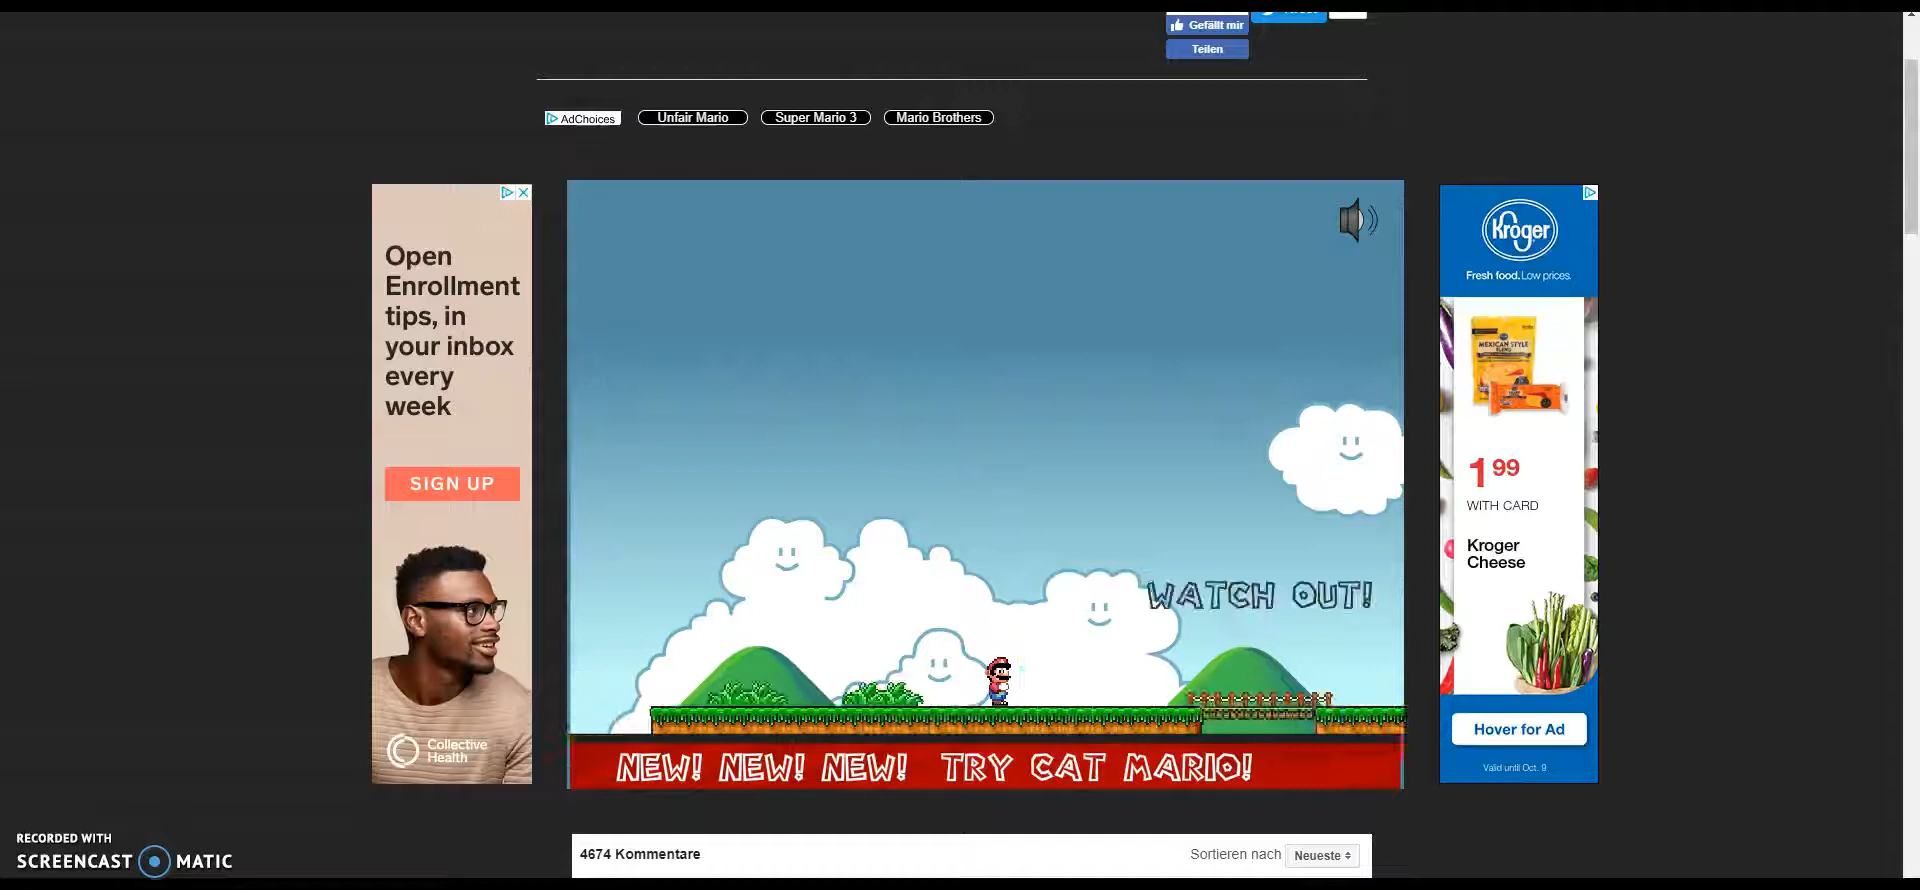 Gefällt mir
Teilen
AdChoices
Unfair Mario
Super Mario 3
Mario Brothers
Open
Enrollment
tips, in
your inbox
every
week
SIGN UP
Collective
Health
WATCH OUT!
NEW! NEW! NEW! TRY CAT MARIO!
Kroger
Fresh food. Low prices.
MEXICAN STYLE
1 99
WITH CARD
Kroger
Cheese
Hover for Ad
Valid until Oct. 9
4674 Kommentare
Sortieren nach
Neueste
RECORDED WITH
SCREENCAST MATIC